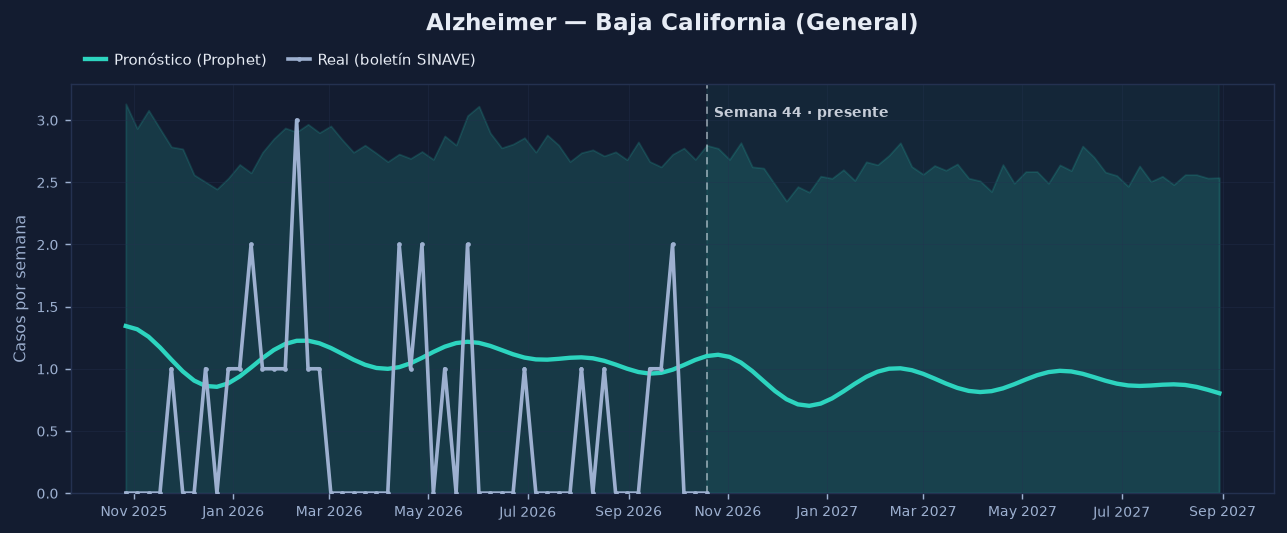 Alzheimer — Baja California (General)
Pronóstico (Prophet) Real (boletín SINAVE)
Semana 44 · presente
Casos por semana
3.0
2.5
2.0
1.5
1.0
0.5
0.0
Nov 2025 Jan 2026 Mar 2026 May 2026 Jul 2026 Sep 2026 Nov 2026 Jan 2027 Mar 2027 May 2027 Jul 2027 Sep 2027